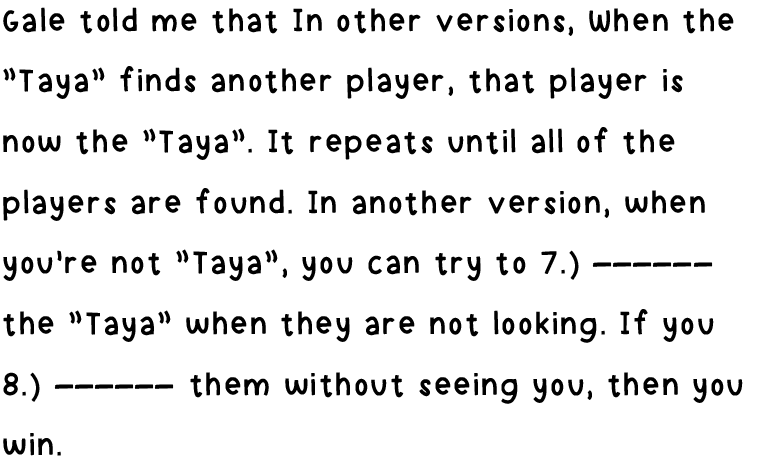 Gale told me that In other versions, When the
"Taya" finds another player, that player is
now the "Taya". It repeats until all of the
players are found. In another version, when
you're not "Taya", you can try to 7.) ------
the "Taya" when they are not looking. If you
8.) ------ them without seeing you, then you
win.